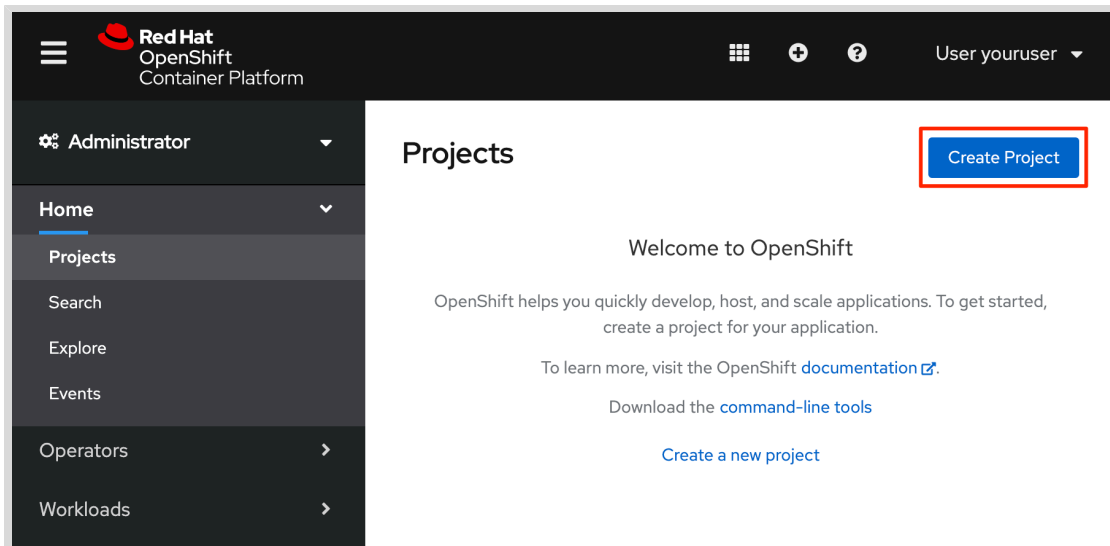 Red Hat
OpenShift
Container Platform
User youruser
Administrator
Home
Projects
Search
Explore
Events
Operators
Workloads
Projects
Create Project
Welcome to OpenShift
OpenShift helps you quickly develop, host, and scale applications. To get started,
create a project for your application.
To learn more, visit the OpenShift documentation.
Download the command-line tools
Create a new project